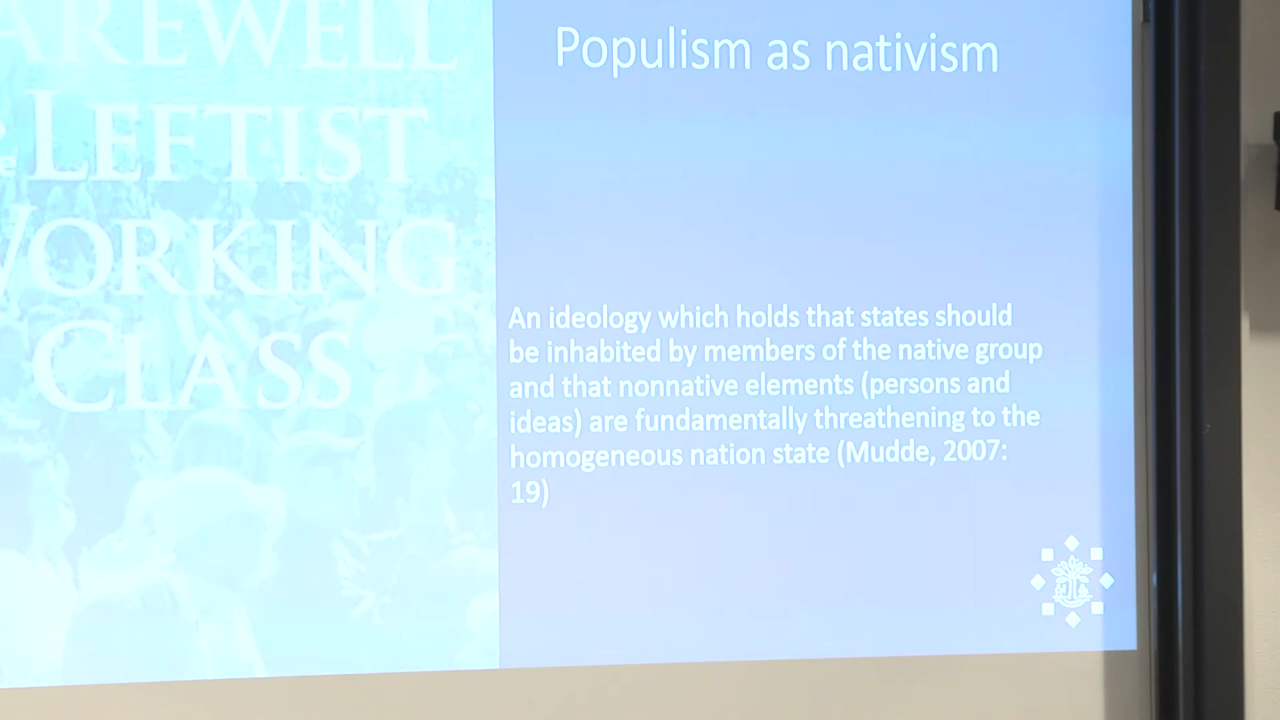 AREWELL
LEFTIST
WORKING
CLASS
Populism as nativism
An ideology which holds that states should
be inhabited by members of the native group
and that nonnative elements (persons and
ideas) are fundamentally threathening to the
homogeneous nation state (Mudde, 2007:
19)